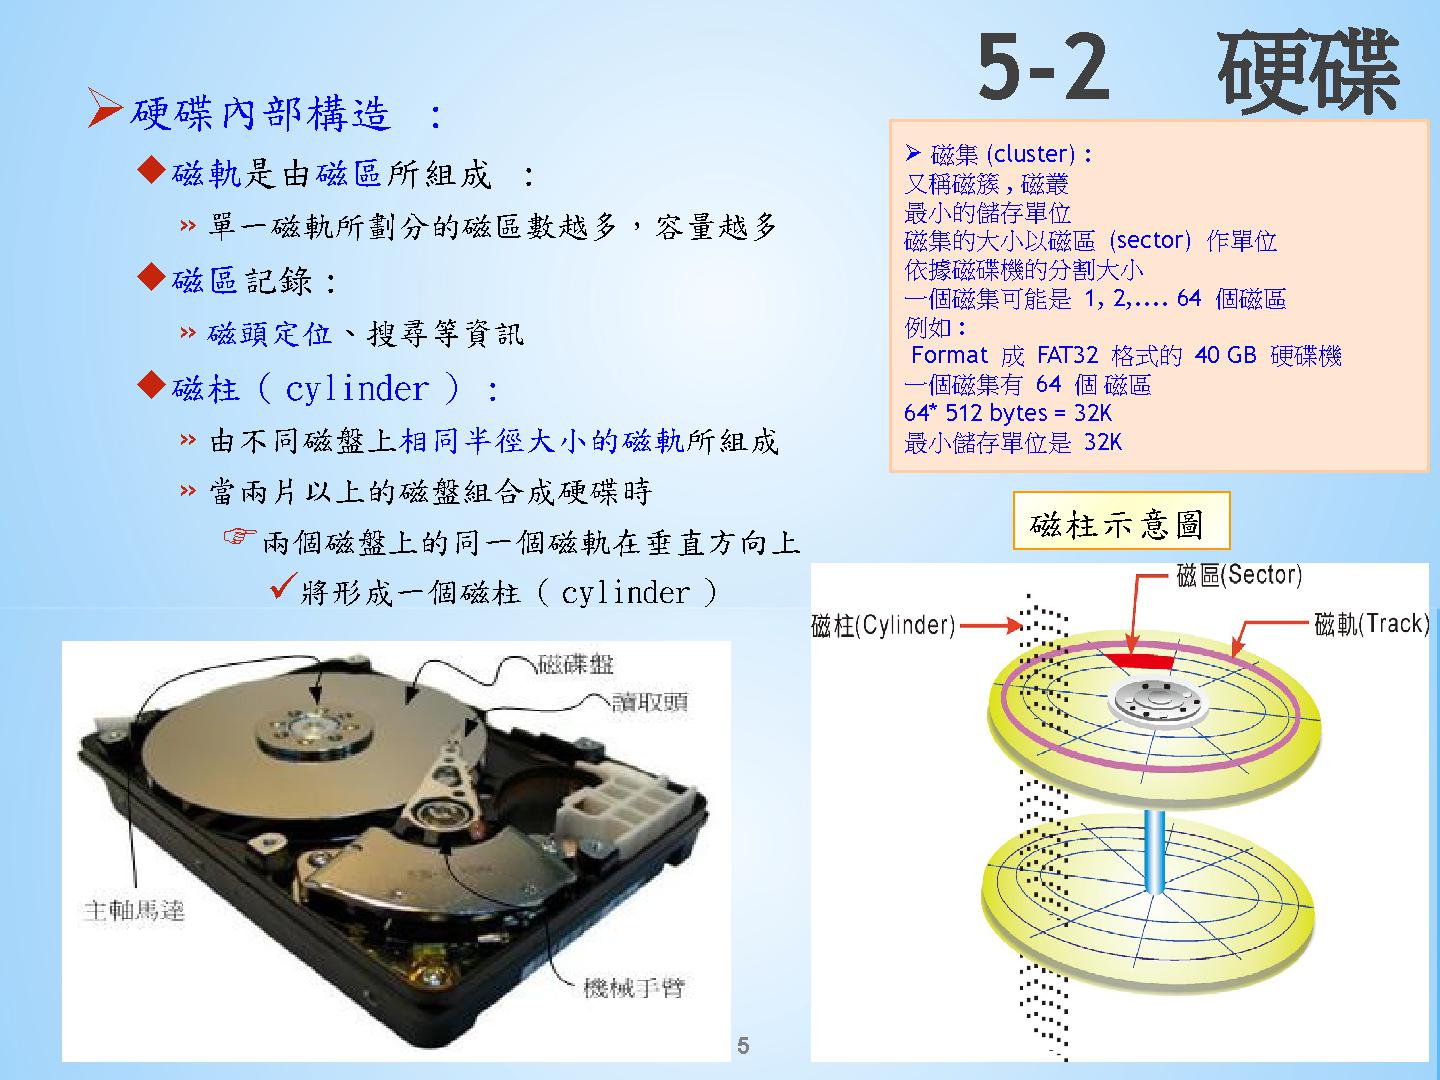 5-2 硬碟
硬碟內部構造 :
磁軌是由磁區所組成 :
» 單一磁軌所劃分的磁區數越多，容量越多
磁區記錄 :
» 磁頭定位、搜尋等資訊
磁柱 ( cylinder ) :
» 由不同磁盤上相同半徑大小的磁軌所組成
» 當兩片以上的磁盤組合成硬碟時
兩個磁盤上的同一個磁軌在垂直方向上
將形成一個磁柱 ( cylinder )
磁集 (cluster) :
又稱磁簇 , 磁叢
最小的儲存單位
磁集的大小以磁區 (sector) 作單位
依據磁碟機的分割大小
一個磁集可能是 1, 2,.... 64 個磁區
例如 :
Format 成 FAT32 格式的 40 GB 硬碟機
一個磁集有 64 個 磁區
64* 512 bytes = 32K
最小儲存單位是 32K
磁柱示意圖
磁區(Sector)
磁柱(Cylinder)
磁軌(Track)
磁碟盤
讀取頭
主軸馬達
機械手臂
5